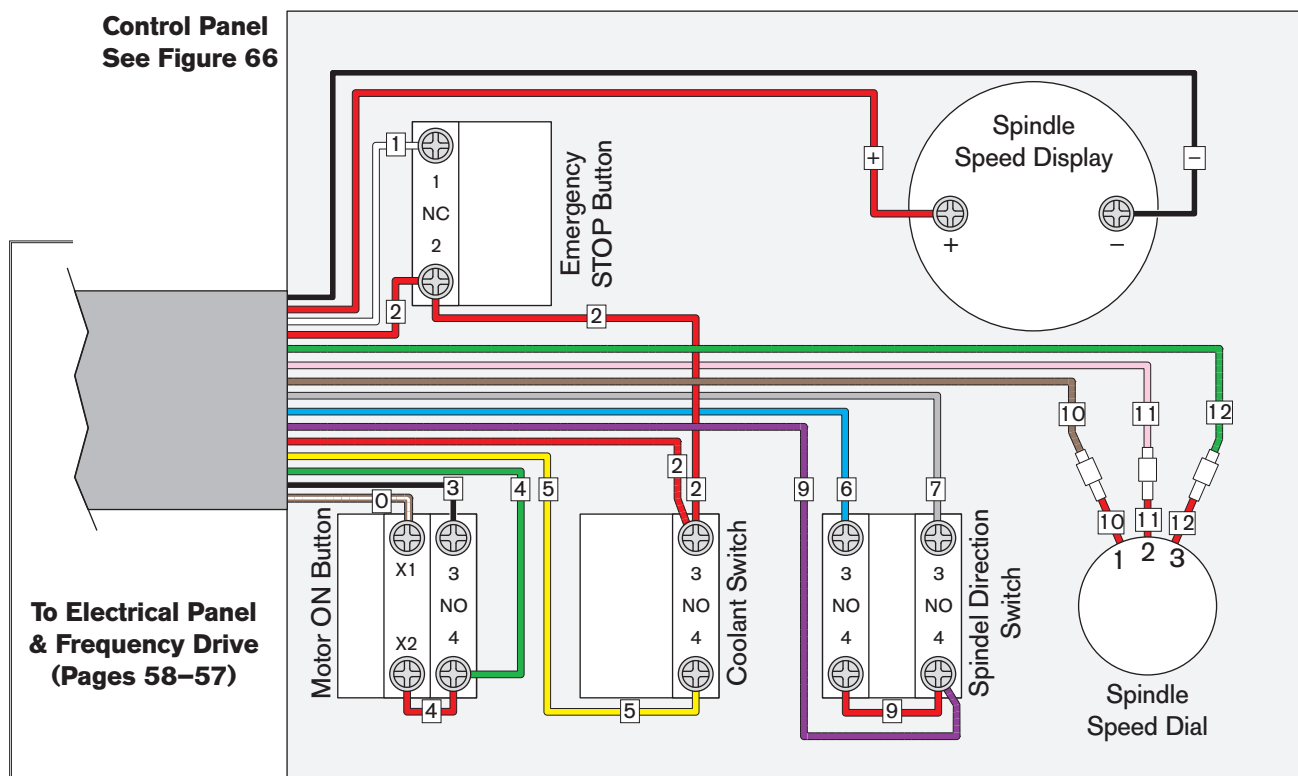 Control Panel
See Figure 66
Spindle
Speed Display
+
−
+
−
1
1
NC
2
Emergency
STOP Button
2
2
10
11
12
2
2
0
3
4
5
9
6
7
10
11
12
1
2
3
Motor ON Button
X1
X2
3
NO
4
4
5
Coolant Switch
3
NO
4
3
NO
4
3
NO
4
9
Spindel Direction
Switch
Spindle
Speed Dial
To Electrical Panel
& Frequency Drive
(Pages 58–57)